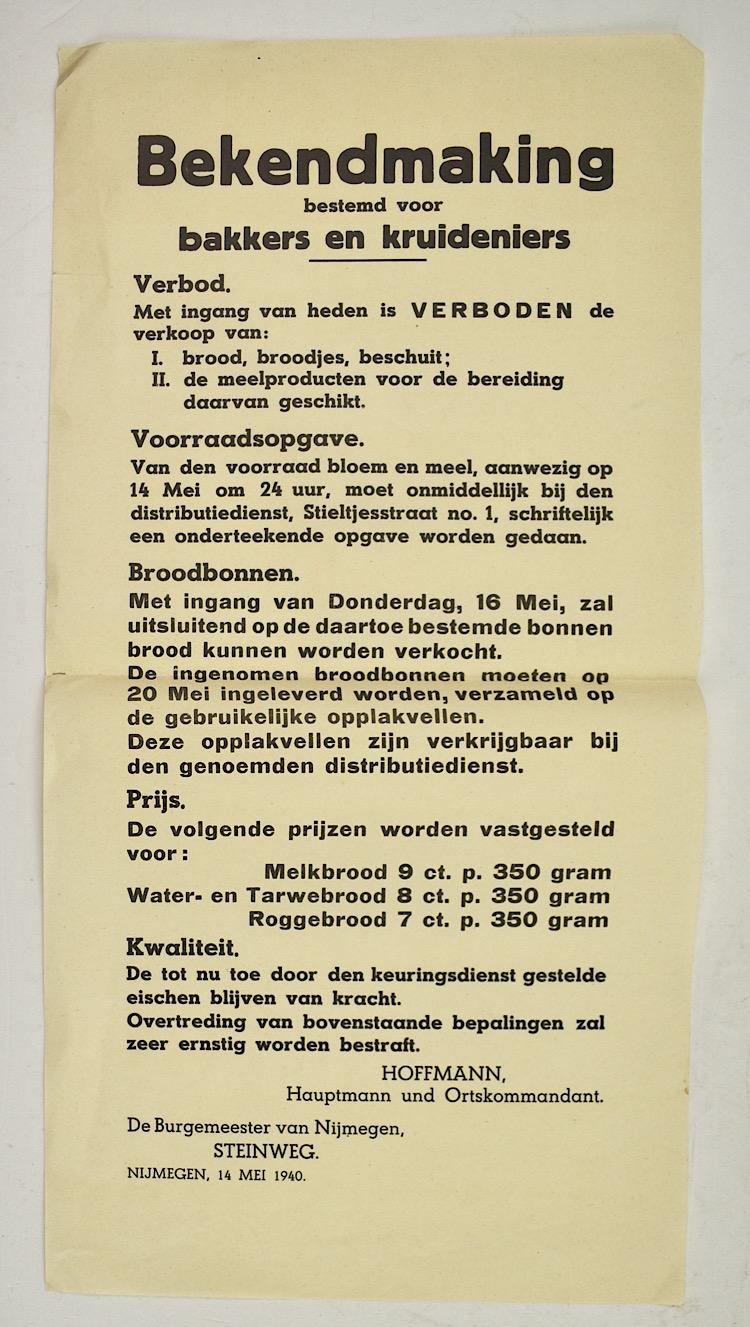 Bekendmaking
bestemd voor
bakkers en kruideniers
Verbod.
Met ingang van heden is VERBODEN de
verkoop van:
I. brood, broodjes, beschuit;
II. de meelproducten voor de bereiding
daarvan geschikt.
Voorraadsopgave.
Van den voorraad bloem en meel, aanwezig op
14 Mei om 24 uur, moet onmiddellijk bij den
distributiedienst, Stieltjesstraat no. 1, schriftelijk
een onderteekende opgave worden gedaan.
Broodbonnen.
Met ingang van Donderdag, 16 Mei, zal
uitsluitend op de daartoe bestemde bonnen
brood kunnen worden verkocht.
De ingenomen broodbonnen moeten op
20 Mei ingeleverd worden, verzameld op
de gebruikelijke opplakvellen.
Deze opplakvellen zijn verkrijgbaar bij
den genoemden distributiedienst.
Prijs.
De volgende prijzen worden vastgesteld
voor:
Melkbrood 9 ct. p. 350 gram
Water- en Tarwebrood 8 ct. p. 350 gram
Roggebrood 7 ct. p. 350 gram
Kwaliteit.
De tot nu toe door den keuringsdienst gestelde
eischen blijven van kracht.
Overtreding van bovenstaande bepalingen zal
zeer ernstig worden bestraft.
HOFFMANN,
Hauptmann und Ortskommandant.
De Burgemeester van Nijmegen,
STEINWEG.
NIJMEGEN, 14 MEI 1940.